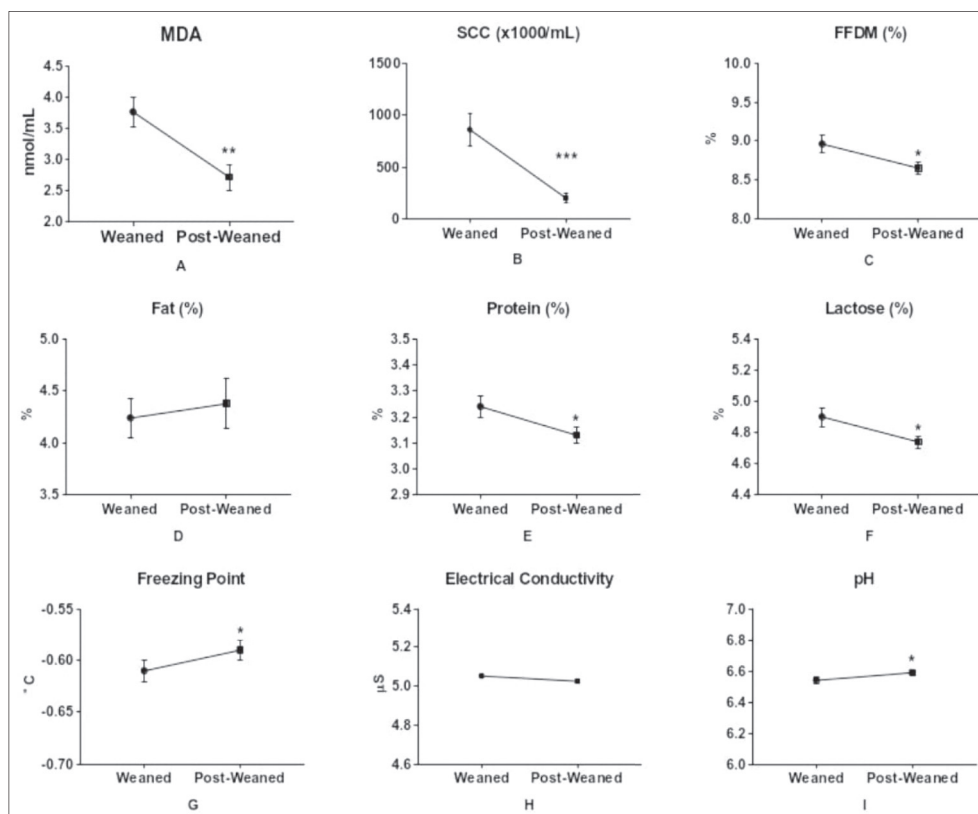 MDA
4.5
4.0
3.5
3.0
2.5
2.0
nmol/mL
**
Weaned Post-Weaned
A
SCC (x1000/mL)
1500
1000
500
0
***
Weaned Post-Weaned
B
FFDM (%)
10.0
9.5
9.0
8.5
8.0
%
*
Weaned Post-Weaned
C
Fat (%)
5.0
4.5
4.0
3.5
%
Weaned Post-Weaned
D
Protein (%)
3.5
3.4
3.3
3.2
3.1
3.0
2.9
%
*
Weaned Post-Weaned
E
Lactose (%)
5.4
5.2
5.0
4.8
4.6
4.4
%
*
Weaned Post-Weaned
F
Freezing Point
-0.55
-0.60
-0.65
-0.70
° C
*
Weaned Post-Weaned
G
Electrical Conductivity
5.4
5.2
5.0
4.8
4.6
µS
Weaned Post-Weaned
H
pH
7.0
6.8
6.6
6.4
6.2
6.0
*
Weaned Post-Weaned
I